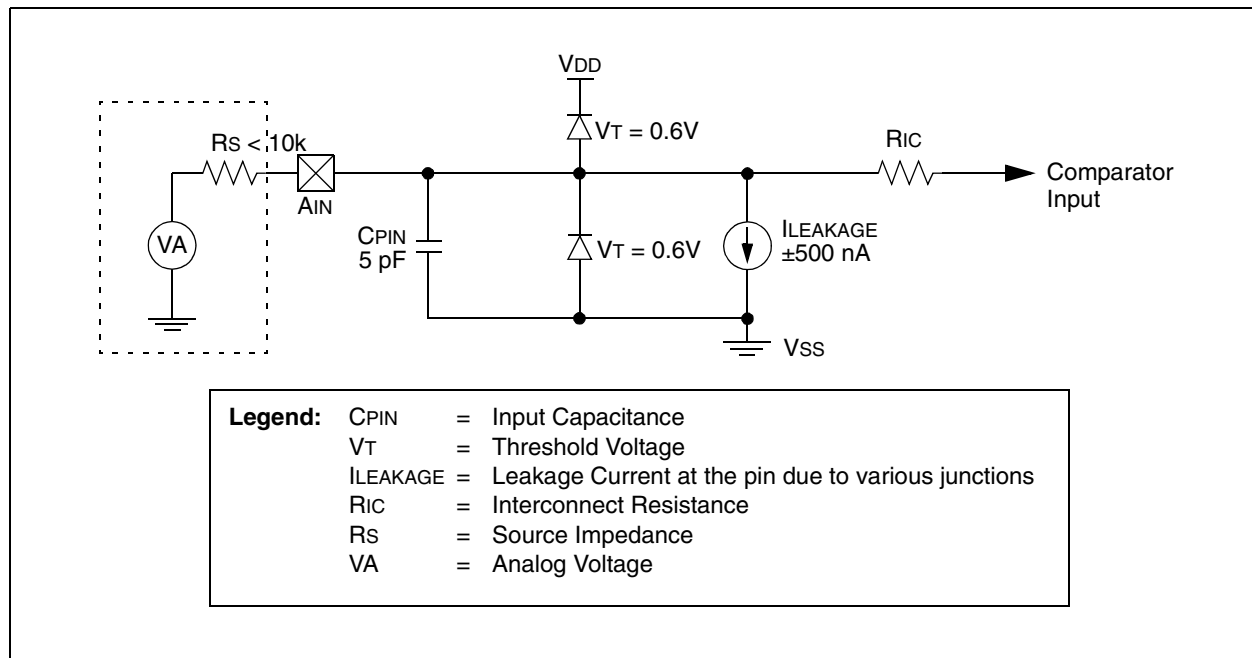 VDD
VT = 0.6V
RS < 10k
RIC
AIN
Comparator
Input
VA
CPIN
5 pF
VT = 0.6V
ILEAKAGE
±500 nA
VSS
Legend: CPIN = Input Capacitance
VT = Threshold Voltage
ILEAKAGE = Leakage Current at the pin due to various junctions
RIC = Interconnect Resistance
RS = Source Impedance
VA = Analog Voltage